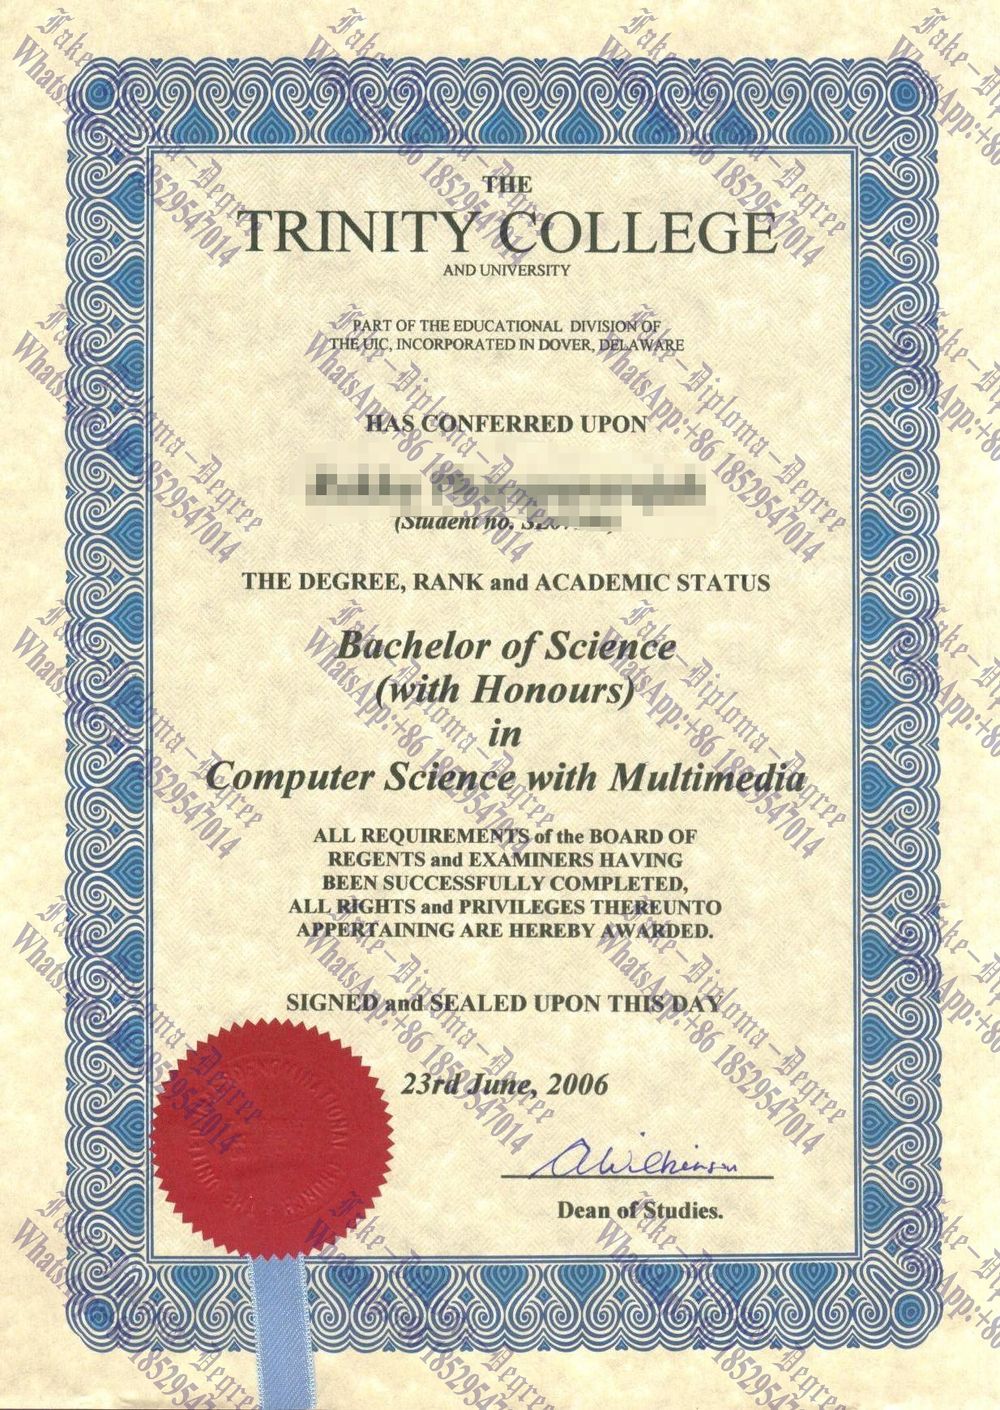 THE
TRINITY COLLEGE
AND UNIVERSITY
PART OF THE EDUCATIONAL DIVISION OF
THE UIC, INCORPORATED IN DOVER, DELAWARE
HAS CONFERRED UPON
(Student no.
THE DEGREE, RANK and ACADEMIC STATUS
Bachelor of Science
(with Honours)
in
Computer Science with Multimedia
ALL REQUIREMENTS of the BOARD OF
REGENTS and EXAMINERS HAVING
BEEN SUCCESSFULLY COMPLETED,
ALL RIGHTS and PRIVILEGES THEREUNTO
APPERTAINING ARE HEREBY AWARDED.
SIGNED and SEALED UPON THIS DAY
23rd June, 2006
Dean of Studies.
Fake-Diploma-Degree
WhatsApp:+86 18529547014